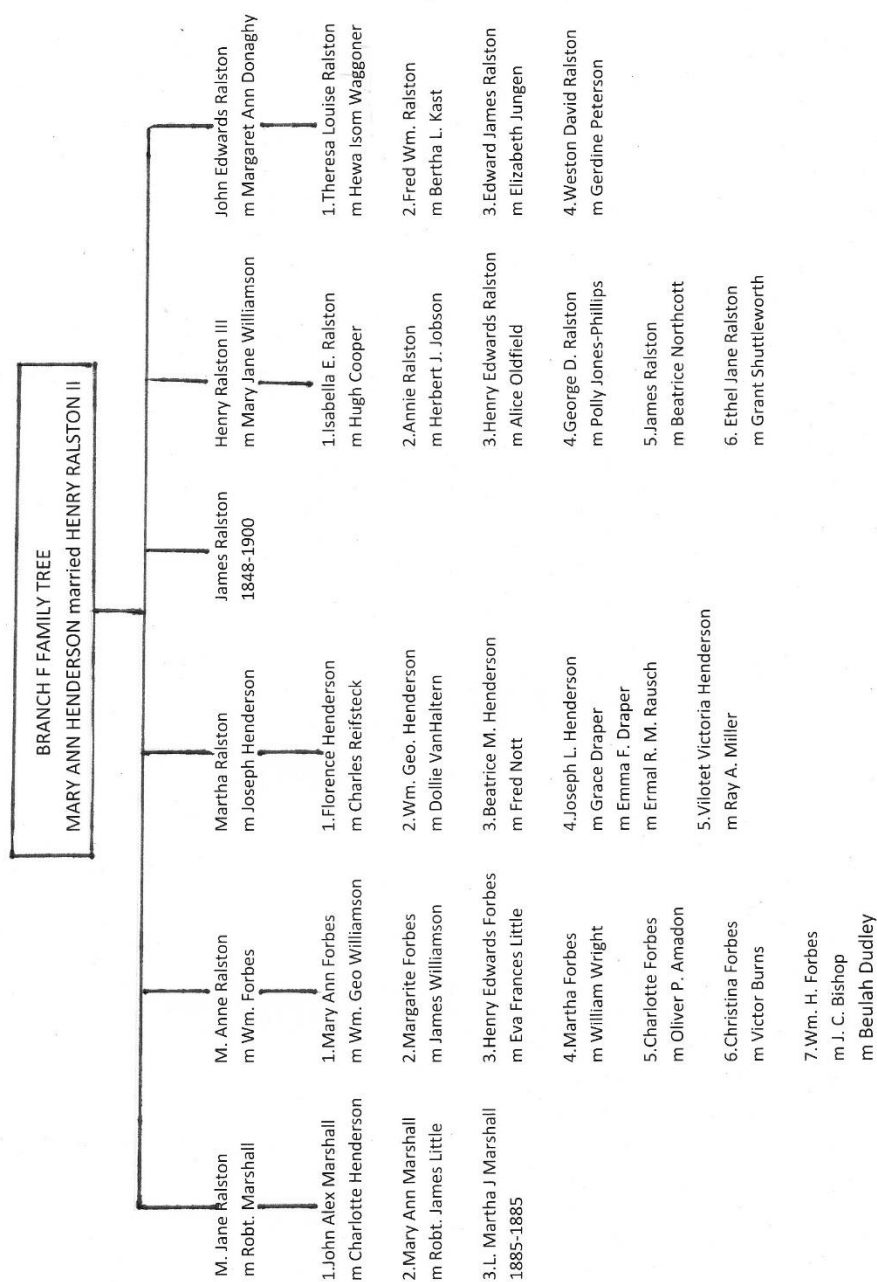 BRANCH F FAMILY TREE
MARY ANN HENDERSON married HENRY RALSTON II
M. Jane Ralston
m Robt. Marshall
1.John Alex Marshall
m Charlotte Henderson
2.Mary Ann Marshall
m Robt. James Little
3.L. Martha J Marshall
1885-1885
M. Anne Ralston
m Wm. Forbes
1.Mary Ann Forbes
m Wm. Geo Williamson
2.Margarite Forbes
m James Williamson
3.Henry Edwards Forbes
m Eva Frances Little
4.Martha Forbes
m William Wright
5.Charlotte Forbes
m Oliver P. Amadon
6.Christina Forbes
m Victor Burns
7.Wm. H. Forbes
m J. C. Bishop
m Beulah Dudley
Martha Ralston
m Joseph Henderson
1.Florence Henderson
m Charles Reifsteck
2.Wm. Geo. Henderson
m Dollie VanHaltern
3.Beatrice M. Henderson
m Fred Nott
4.Joseph L. Henderson
m Grace Draper
m Emma F. Draper
m Ermal R. M. Rausch
5.Vilotet Victoria Henderson
m Ray A. Miller
James Ralston
1848-1900
Henry Ralston III
m Mary Jane Williamson
1.Isabella E. Ralston
m Hugh Cooper
2.Annie Ralston
m Herbert J. Jobson
3.Henry Edwards Ralston
m Alice Oldfield
4.George D. Ralston
m Polly Jones-Phillips
5.James Ralston
m Beatrice Northcott
6. Ethel Jane Ralston
m Grant Shuttleworth
John Edwards Ralston
m Margaret Ann Donaghy
1.Theresa Louise Ralston
m Hewa Isom Waggoner
2.Fred Wm. Ralston
m Bertha L. Kast
3.Edward James Ralston
m Elizabeth Jungen
4.Weston David Ralston
m Gerdine Peterson